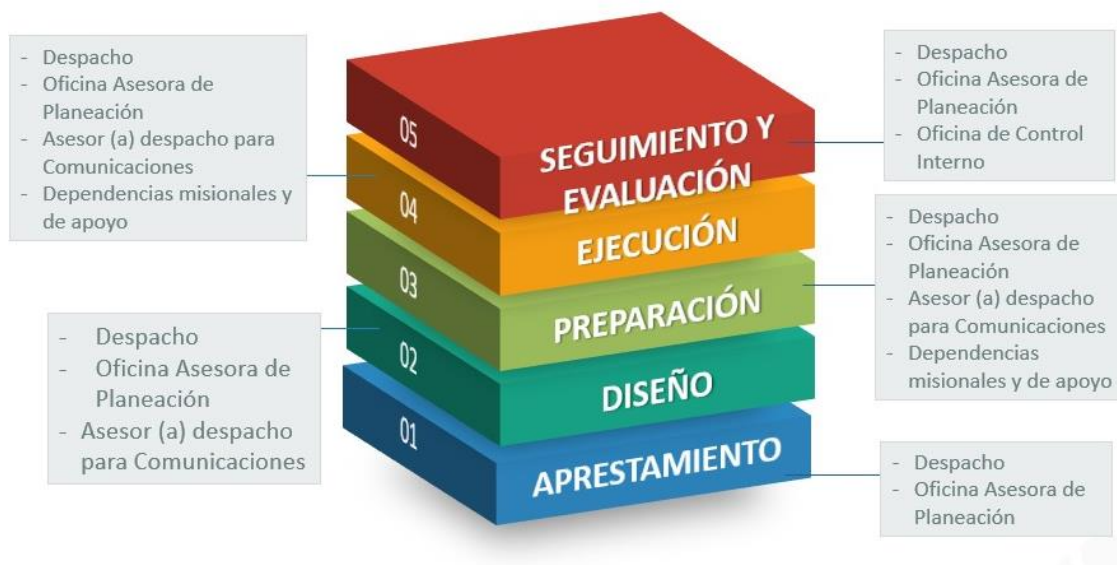 - Despacho
- Oficina Asesora de
Planeación
- Asesor (a) despacho para
Comunicaciones
- Dependencias misionales y
de apoyo
- Despacho
- Oficina Asesora de
Planeación
- Asesor (a) despacho
para Comunicaciones
05
SEGUIMIENTO Y
EVALUACIÓN
04
EJECUCIÓN
03
PREPARACIÓN
02
DISEÑO
01
APRESTAMIENTO
- Despacho
- Oficina Asesora de
Planeación
- Oficina de Control
Interno
- Despacho
- Oficina Asesora de
Planeación
- Asesor (a) despacho
para Comunicaciones
- Dependencias
misionales y de apoyo
- Despacho
- Oficina Asesora de
Planeación